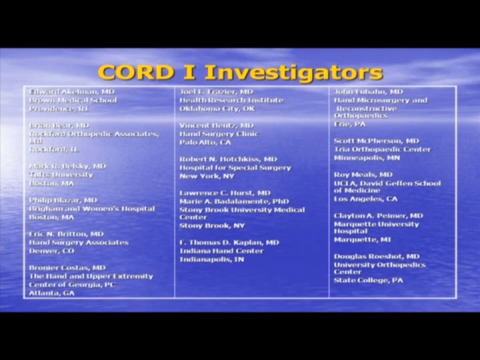 CORD I Investigators
Edward Akelman, MD
Brown Medical School
Providence, RI
Brian Bear, MD
Rockford Orthopedic Associates,
Rockford, IL
Mark R. Belsky, MD
Tufts University
Boston, MA
Philip Blazar, MD
Brigham and Women's Hospital
Boston, MA
Eric N. Britton, MD
Hand Surgery Associates
Denver, CO
Bronier Costas, MD
The Hand and Upper Extremity
Center of Georgia, PC
Atlanta, GA
Joel L. Frazier, MD
Health Research Institute
Oklahoma City, OK
Vincent Hentz, MD
Hand Surgery Clinic
Palo Alto, CA
Robert N. Hotchkiss, MD
Hospital for Special Surgery
New York, NY
Lawrence C. Hurst, MD
Marie A. Badalamente, PhD
Stony Brook University Medical
Center
Stony Brook, NY
F. Thomas D. Kaplan, MD
Indiana Hand Center
Indianapolis, IN
John Lubahn, MD
Hand Microsurgery and
Reconstructive
Orthopaedics
Erie, PA
Scott McPherson, MD
Tria Orthopaedic Center
Minneapolis, MN
Roy Meals, MD
UCLA, David Geffen School
of Medicine
Los Angeles, CA
Clayton A. Peimer, MD
Marquette University
Hospital
Marquette, MI
Douglas Roeshot, MD
University Orthopedics
Center
State College, PA